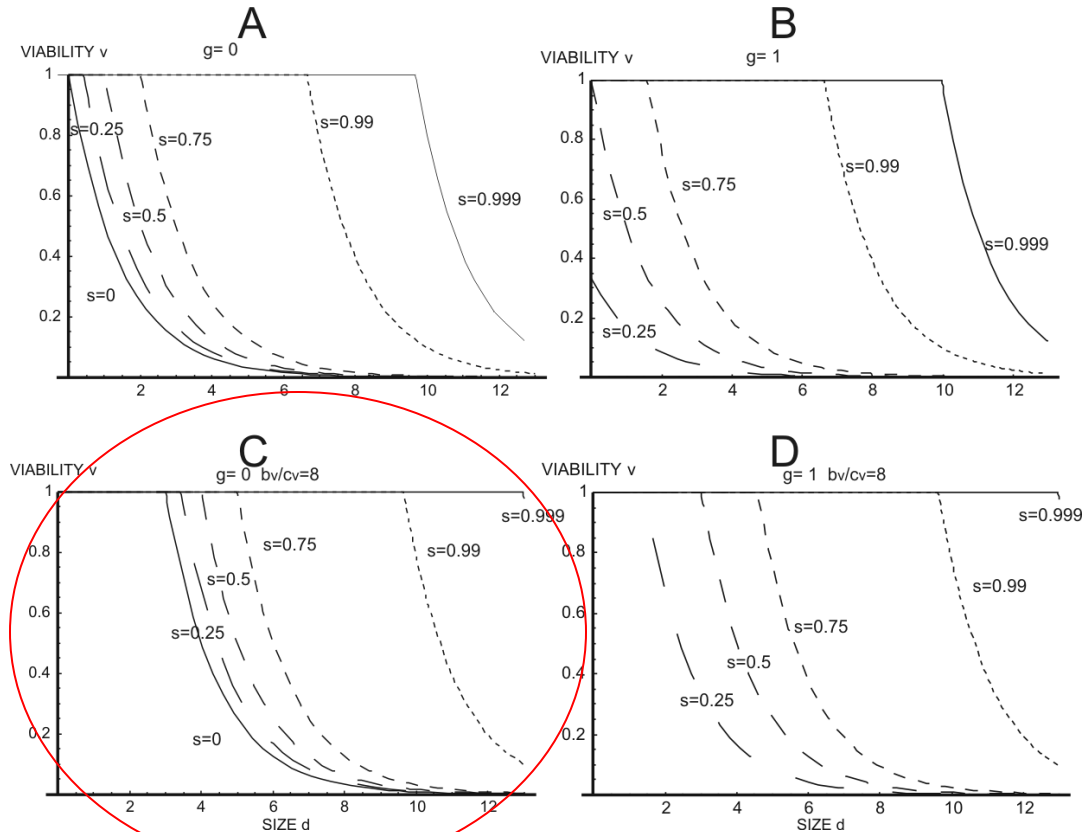 A
VIABILITY v
g= 0
1
0.8
0.6
0.4
0.2
s=0.25
s=0.75
s=0.99
s=0.5
s=0.999
s=0
2
4
6
8
10
12
B
VIABILITY v
g= 1
1
0.8
0.6
0.4
0.2
s=0.99
s=0.75
s=0.5
s=0.999
s=0.25
2
4
6
8
10
12
C
VIABILITY v
g= 0 bv/cv=8
1
0.8
0.6
0.4
0.2
s=0.999
s=0.75
s=0.99
s=0.5
s=0.25
s=0
2
4
6
8
10
12
SIZE d
D
VIABILITY v
g= 1 bv/cv=8
1
0.8
0.6
0.4
0.2
s=0.999
s=0.99
s=0.75
s=0.5
s=0.25
2
4
6
8
10
12
SIZE d